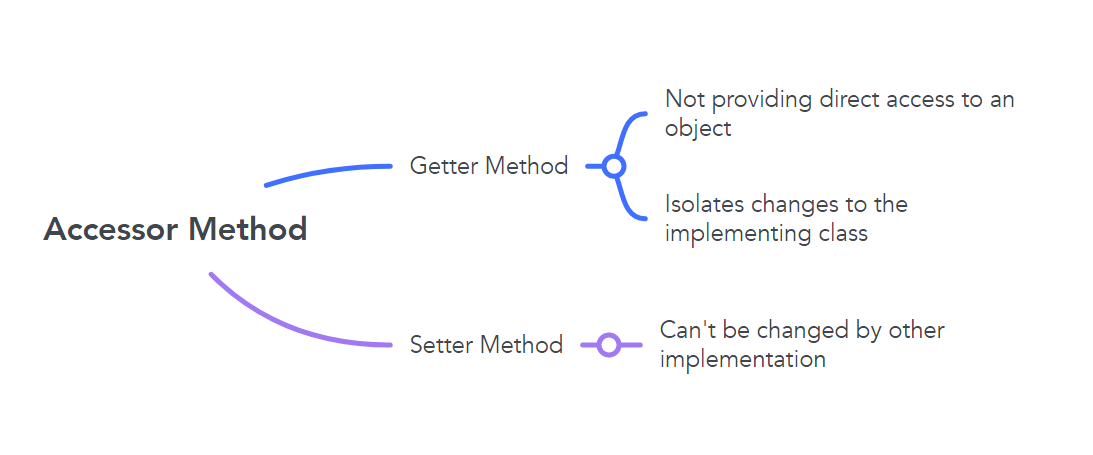 Not providing direct access to an
object
Getter Method
Isolates changes to the
implementing class
Accessor Method
Setter Method
Can't be changed by other
implementation